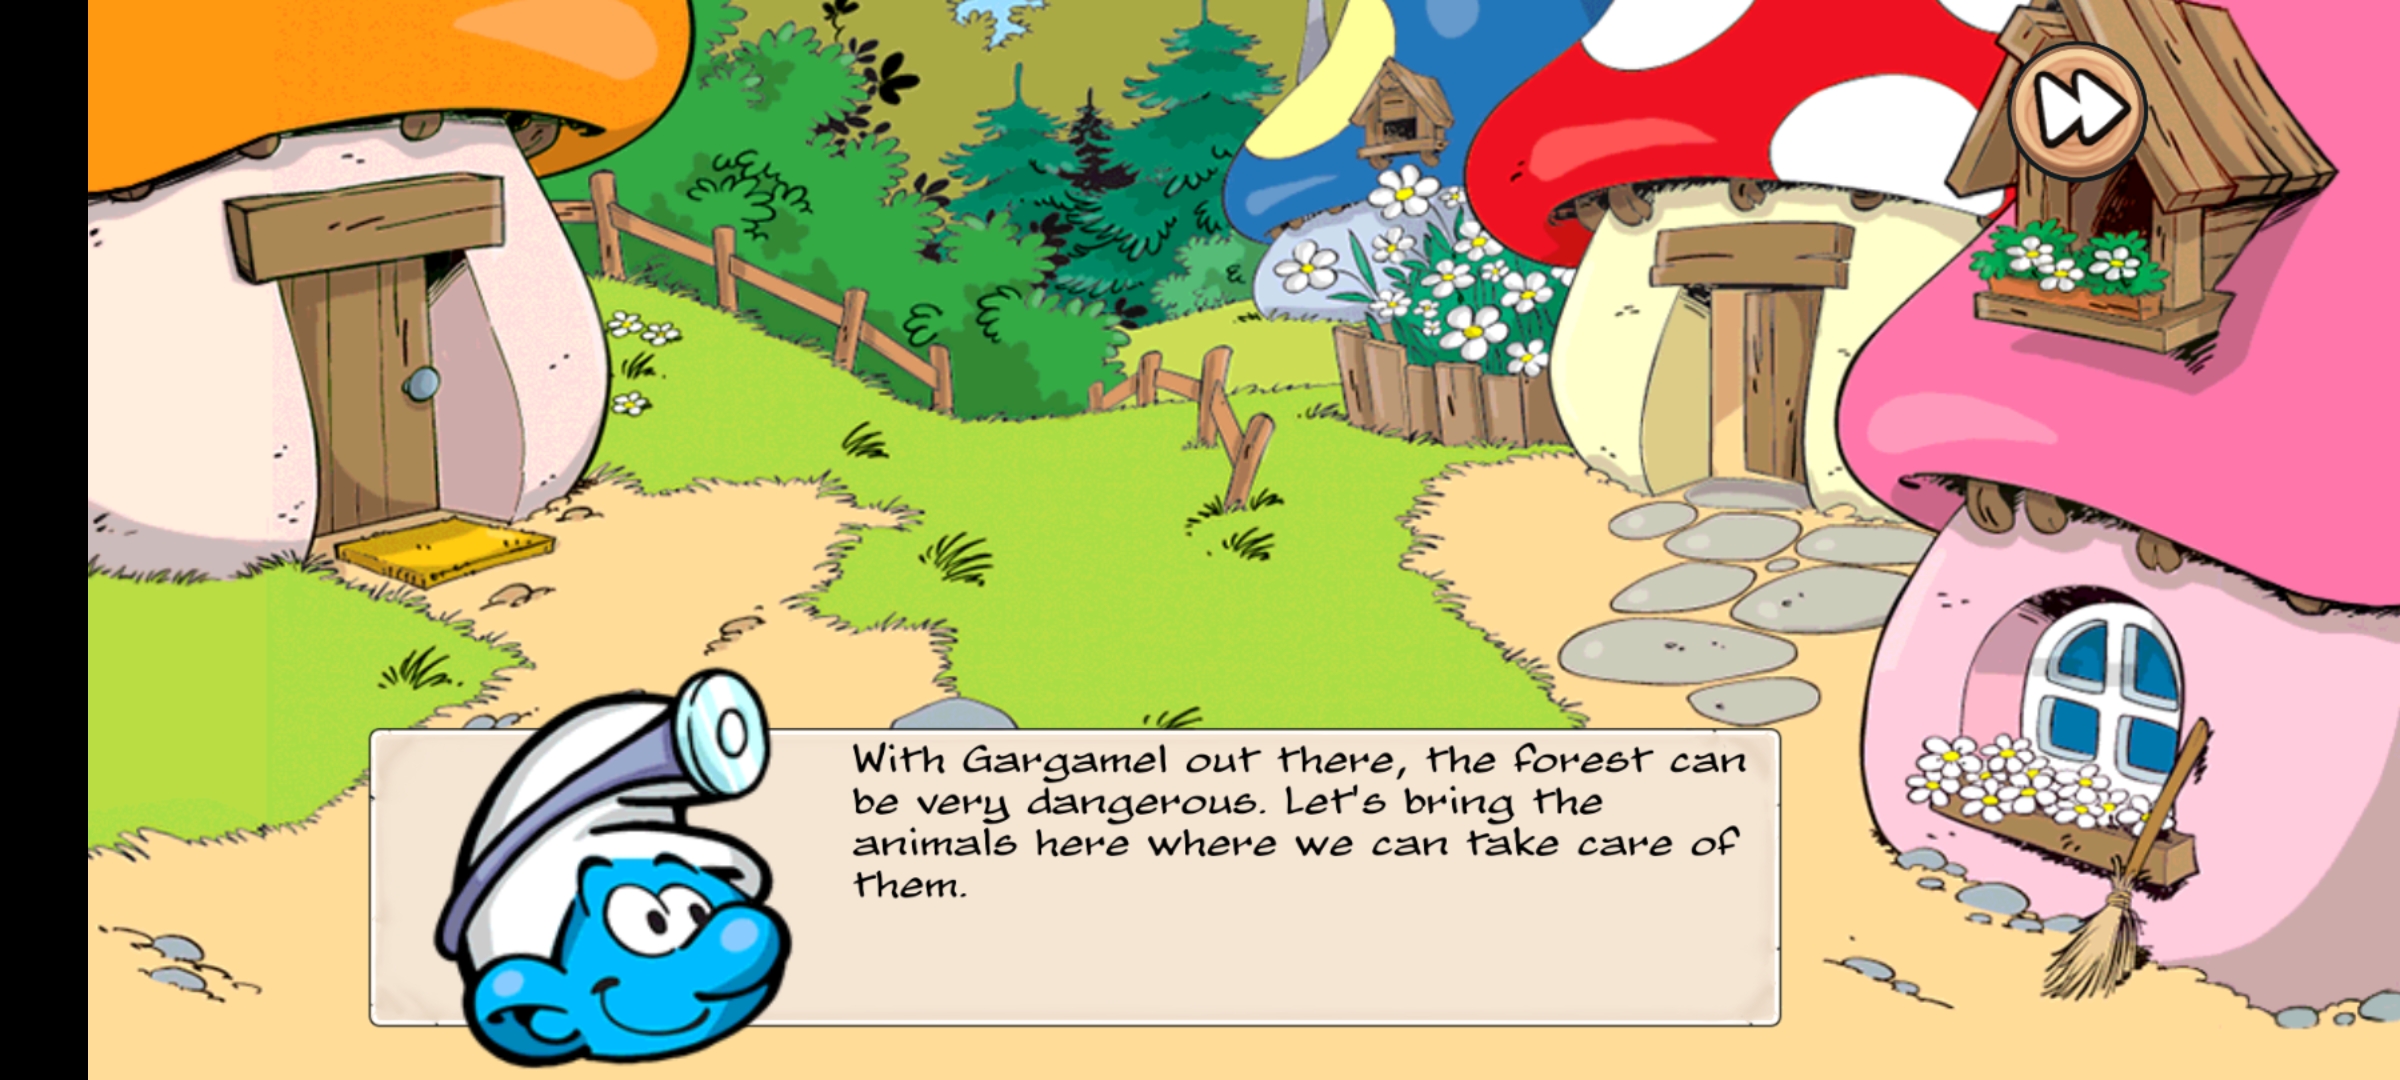 With Gargamel out there, the forest can
be very dangerous. Let's bring the
animals here where we can take care of
them.